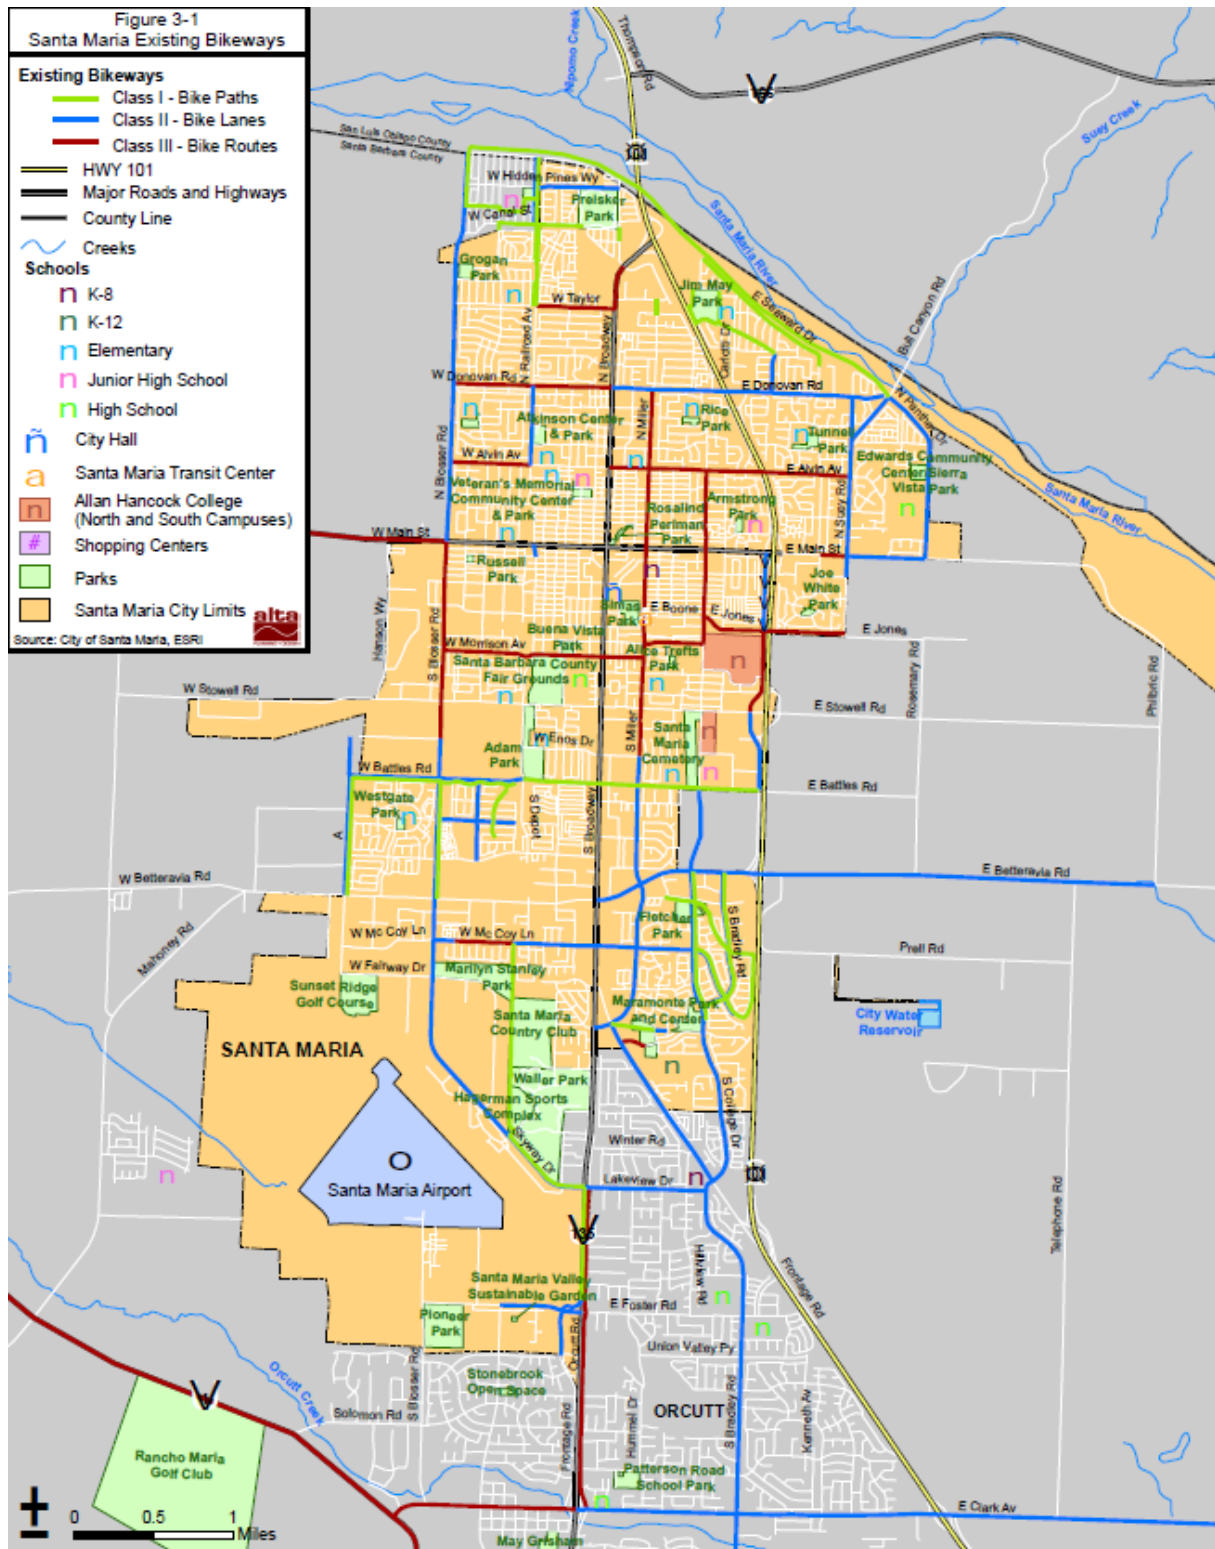 Figure 3-1
Santa Maria Existing Bikeways
Existing Bikeways
Class I - Bike Paths
Class II - Bike Lanes
Class III - Bike Routes
HWY 101
Major Roads and Highways
County Line
Creeks
Schools
n K-8
n K-12
n Elementary
n Junior High School
n High School
ñ City Hall
a Santa Maria Transit Center
n Allan Hancock College
(North and South Campuses)
# Shopping Centers
Parks
Santa Maria City Limits
alta
Source: City of Santa Maria, ESRI
Nipomo Creek
Thompson Rd
Suey Creek
San Luis Obispo County
Santa Barbara County
101
W Hidden Pines Wy
Preisker
Park
W Canal St
Santa Maria River
Bull Canyon Rd
Grogan
Park
Jim May
Park
E Seaward Dr
W Taylor
N Railroad Av
N Broadway
Carlotti Dr
W Donovan Rd
E Donovan Rd
N Panther Dr
N Blosser Rd
Atkinson Center
& Park
N Miller
Rice
Park
Tunnell
Park
Edwards Community
Center/Sierra
Vista Park
W Alvin Av
E Alvin Av
Veteran's Memorial
Community Center
& Park
Rosalind
Perlman
Park
Armstrong
Park
N Suey Rd
Santa Maria River
W Main St
E Main St
Russell
Park
Joe
White
Park
Hanson Wy
S Blosser Rd
Simas
Park
E Boone
E Jones
E Jones
Buena Vista
Park
W Morrison Av
Alice Trefts
Park
Santa Barbara County
Fair Grounds
W Stowell Rd
E Stowell Rd
Rosemary Rd
Philbric Rd
S Miller
Santa
Maria
Cemetery
W Enos Dr
Adam
Park
W Battles Rd
E Battles Rd
Westgate
Park
S Depot
S Broadway
A
W Betteravia Rd
E Betteravia Rd
Mahoney Rd
W Mc Coy Ln
W Mc Coy Ln
Fletcher
Park
S Bradley Rd
Prell Rd
W Fairway Dr
Marilyn Stanley
Park
Sunset Ridge
Golf Course
Maramonte Park
and Center
Santa Maria
Country Club
City Water
Reservoir
SANTA MARIA
Waller Park
Hagerman Sports
Complex
S College Dr
Skyway Dr
Winter Rd
Lakeview Dr
101
O
Santa Maria Airport
135
Telephone Rd
Hillview Rd
Frontage Rd
Santa Maria Valley
Sustainable Garden
E Foster Rd
Pioneer
Park
Orcutt Rd
Union Valley Py
S Blosser Rd
Stonebrook
Open Space
Orcutt Creek
Solomon Rd
ORCUTT
Frontage Rd
Hummel Dr
S Bradley Rd
Kenneth Av
Rancho Maria
Golf Club
Patterson Road
School Park
E Clark Av
0 0.5 1
Miles
May Grisham